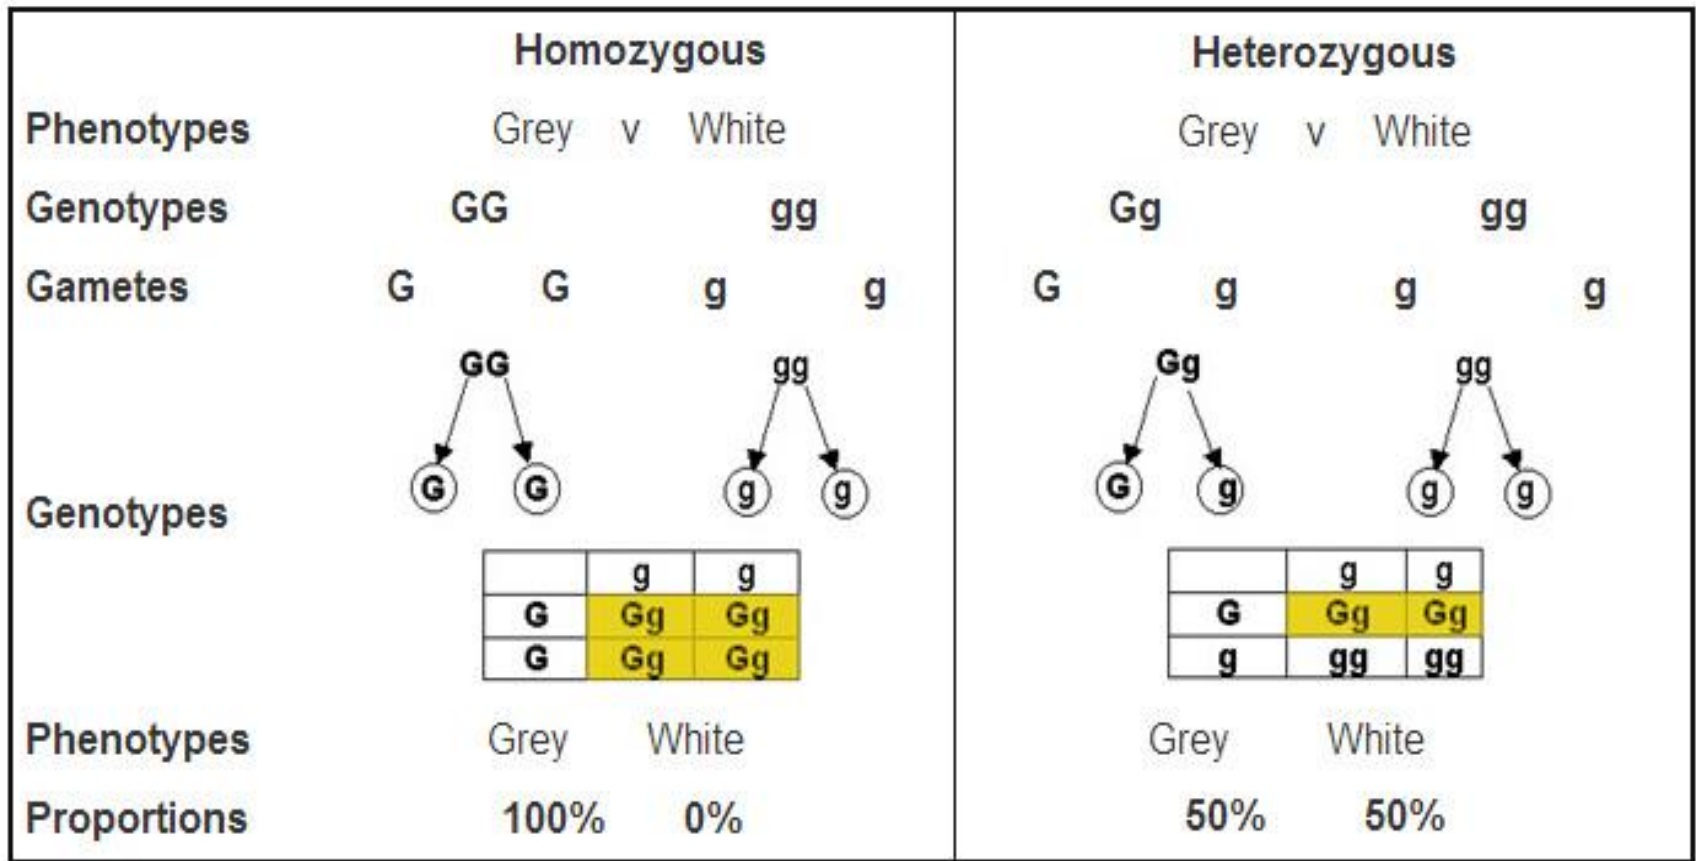 Homozygous Heterozygous
Phenotypes Grey v White Grey v White
Genotypes GG gg Gg gg
Gametes G G g g G g g g
GG gg Gg gg
G G g g G g g g
Genotypes
g g g g
G Gg Gg G Gg Gg
G Gg Gg g gg gg
Phenotypes Grey White Grey White
Proportions 100% 0% 50% 50%